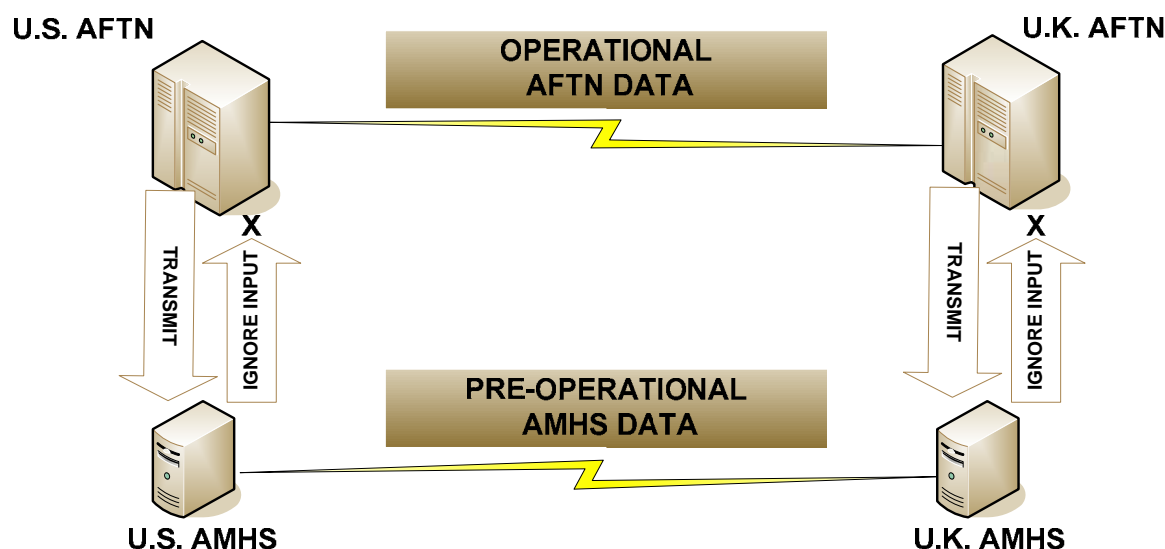 U.S. AFTN
U.K. AFTN
OPERATIONAL
AFTN DATA
X
X
TRANSMIT
IGNORE INPUT
TRANSMIT
IGNORE INPUT
PRE-OPERATIONAL
AMHS DATA
U.S. AMHS
U.K. AMHS